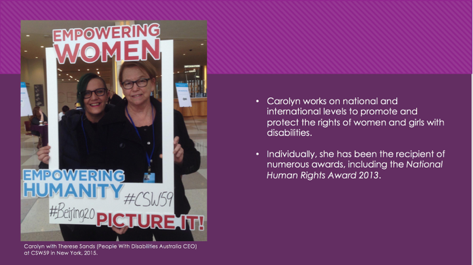 EMPOWERING
WOMEN
EMPOWERING
HUMANITY
#CSW59
#Beijing20
PICTURE IT!
Carolyn with Therese Sands (People With Disabilities Australia CEO)
at CSW59 in New York, 2015.
• Carolyn works on national and
international levels to promote and
protect the rights of women and girls with
disabilities.
• Individually, she has been the recipient of
numerous awards, including the National
Human Rights Award 2013.